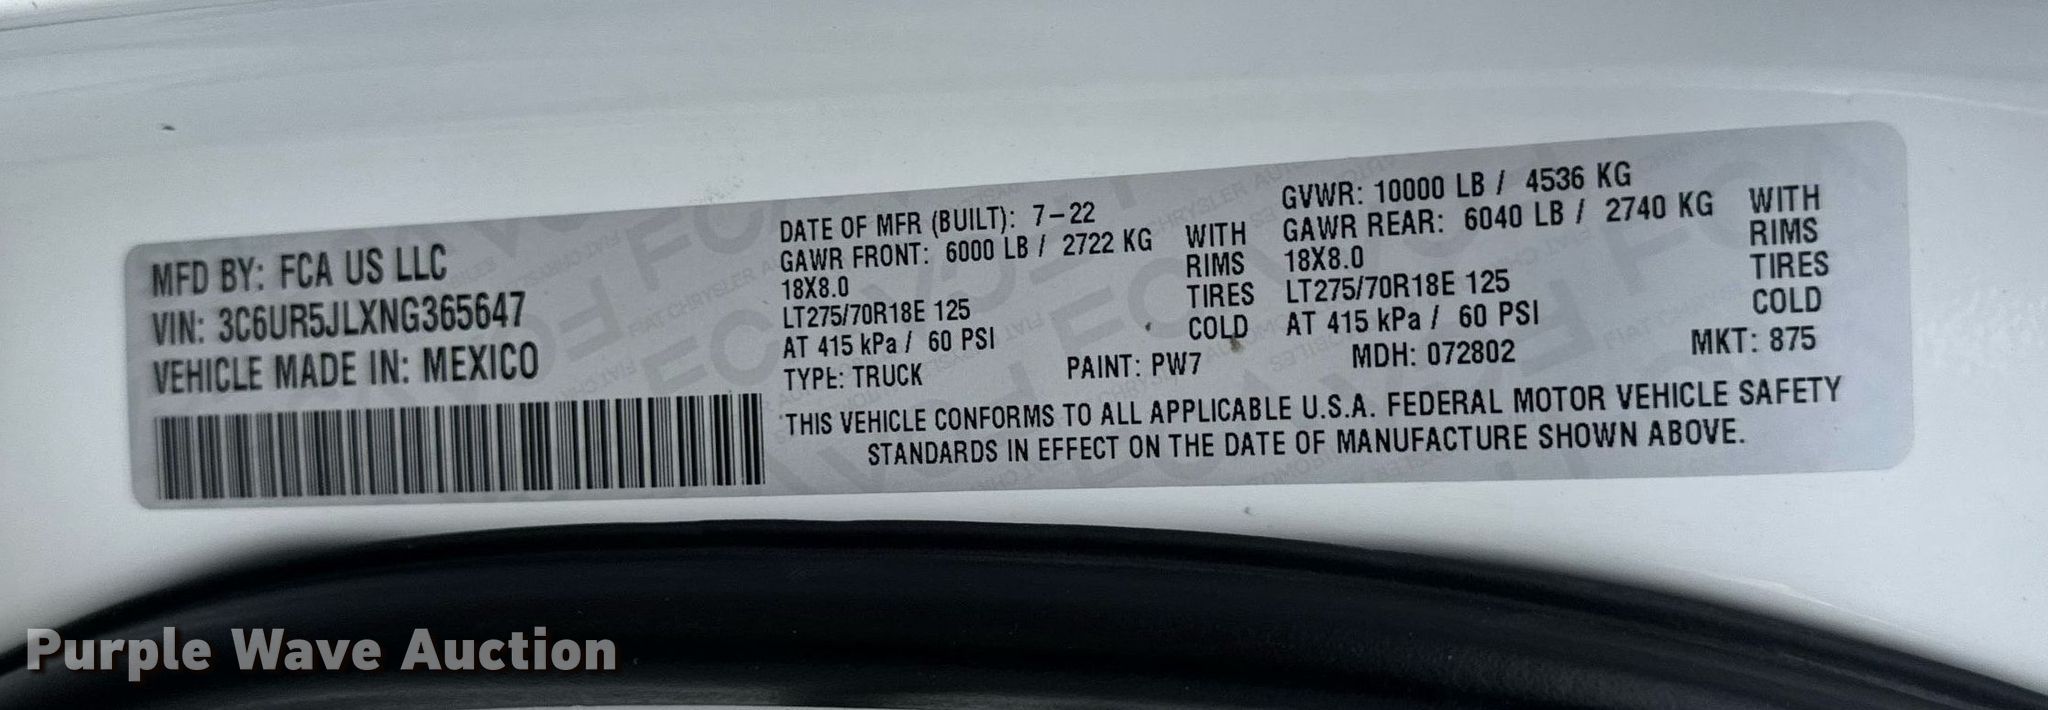 MFD BY: FCA US LLC
VIN: 3C6UR5JLXNG365647
VEHICLE MADE IN: MEXICO
DATE OF MFR (BUILT): 7-22
GAWR FRONT: 6000 LB / 2722 KG WITH
18X8.0 RIMS
LT275/70R18E 125 TIRES
AT 415 kPa / 60 PSI COLD
GVWR: 10000 LB / 4536 KG
GAWR REAR: 6040 LB / 2740 KG WITH
18X8.0 RIMS
LT275/70R18E 125 TIRES
AT 415 kPa / 60 PSI COLD
TYPE: TRUCK PAINT: PW7 MDH: 072802 MKT: 875
THIS VEHICLE CONFORMS TO ALL APPLICABLE U.S.A. FEDERAL MOTOR VEHICLE SAFETY
STANDARDS IN EFFECT ON THE DATE OF MANUFACTURE SHOWN ABOVE.
Purple Wave Auction